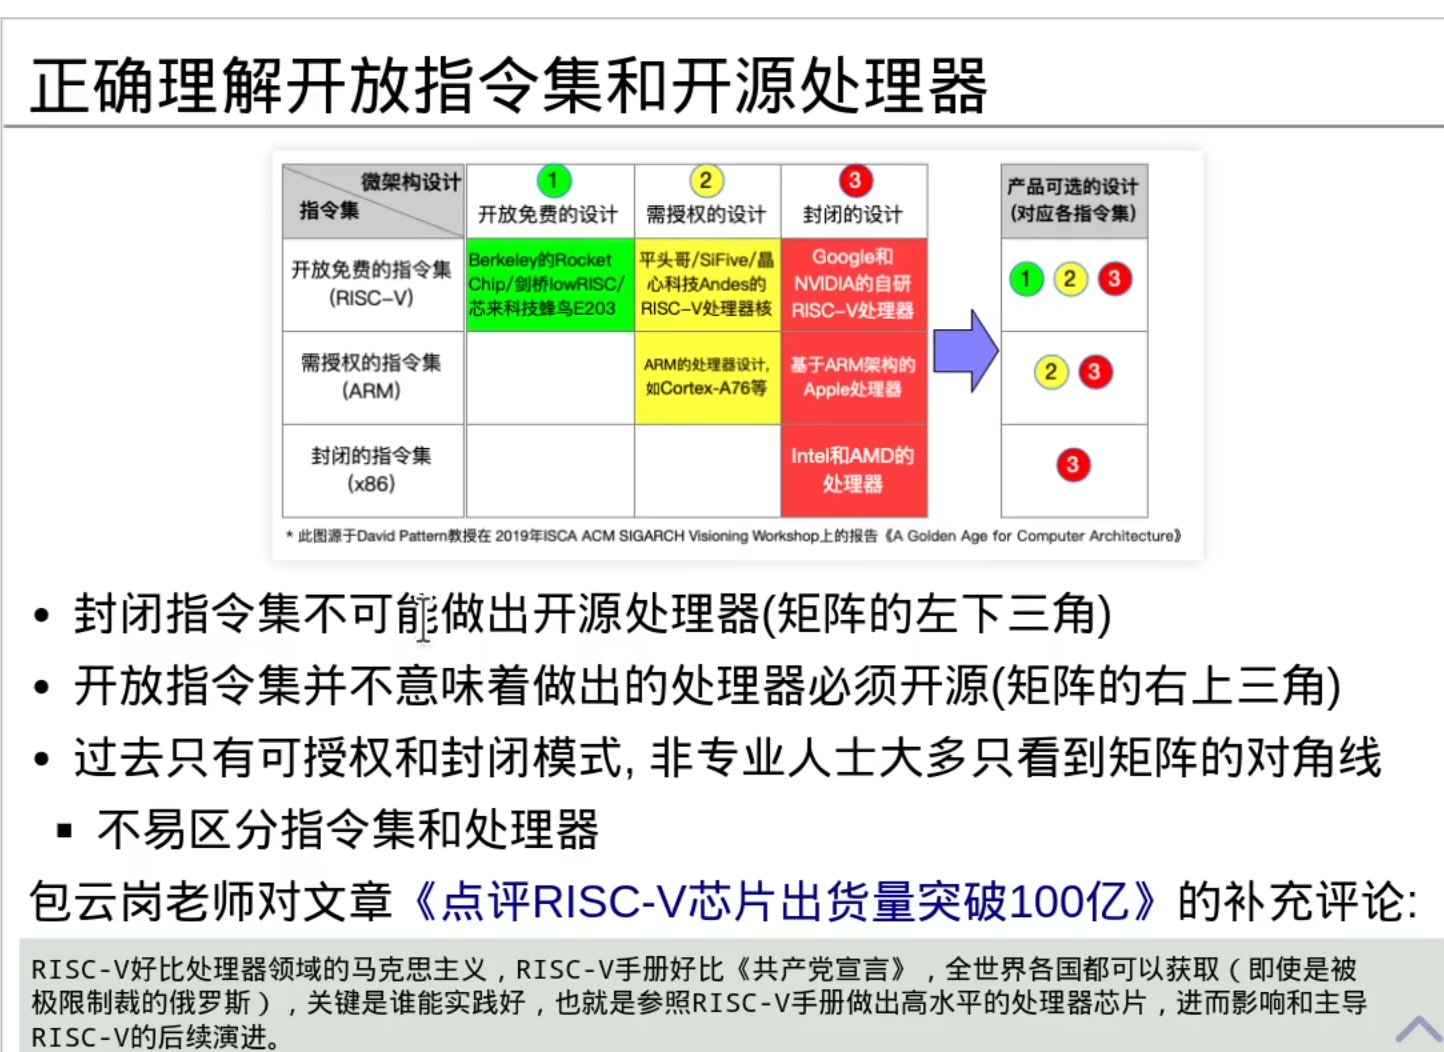 正确理解开放指令集和开源处理器
微架构设计
指令集
1
开放免费的设计
2
需授权的设计
3
封闭的设计
产品可选的设计
(对应各指令集)
开放免费的指令集
(RISC-V)
Berkeley的Rocket
Chip/剑桥lowRISC/
芯来科技蜂鸟E203
平头哥/SiFive/晶
心科技Andes的
RISC-V处理器核
Google和
NVIDIA的自研
RISC-V处理器
1 2 3
需授权的指令集
(ARM)
ARM的处理器设计,
如Cortex-A76等
基于ARM架构的
Apple处理器
2 3
封闭的指令集
(x86)
Intel和AMD的
处理器
3
* 此图源于David Pattern教授在 2019年ISCA ACM SIGARCH Visioning Workshop上的报告《A Golden Age for Computer Architecture》
• 封闭指令集不可能做出开源处理器(矩阵的左下三角)
• 开放指令集并不意味着做出的处理器必须开源(矩阵的右上三角)
• 过去只有可授权和封闭模式, 非专业人士大多只看到矩阵的对角线
▪ 不易区分指令集和处理器
包云岗老师对文章《点评RISC-V芯片出货量突破100亿》的补充评论:
RISC-V好比处理器领域的马克思主义，RISC-V手册好比《共产党宣言》，全世界各国都可以获取（即使是被
极限制裁的俄罗斯），关键是谁能实践好，也就是参照RISC-V手册做出高水平的处理器芯片，进而影响和主导
RISC-V的后续演进。